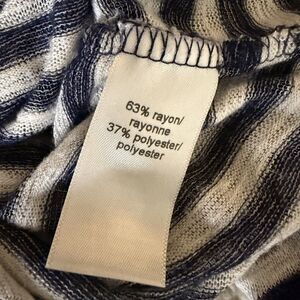 63% rayon/
rayonne
37% polyester/
polyester